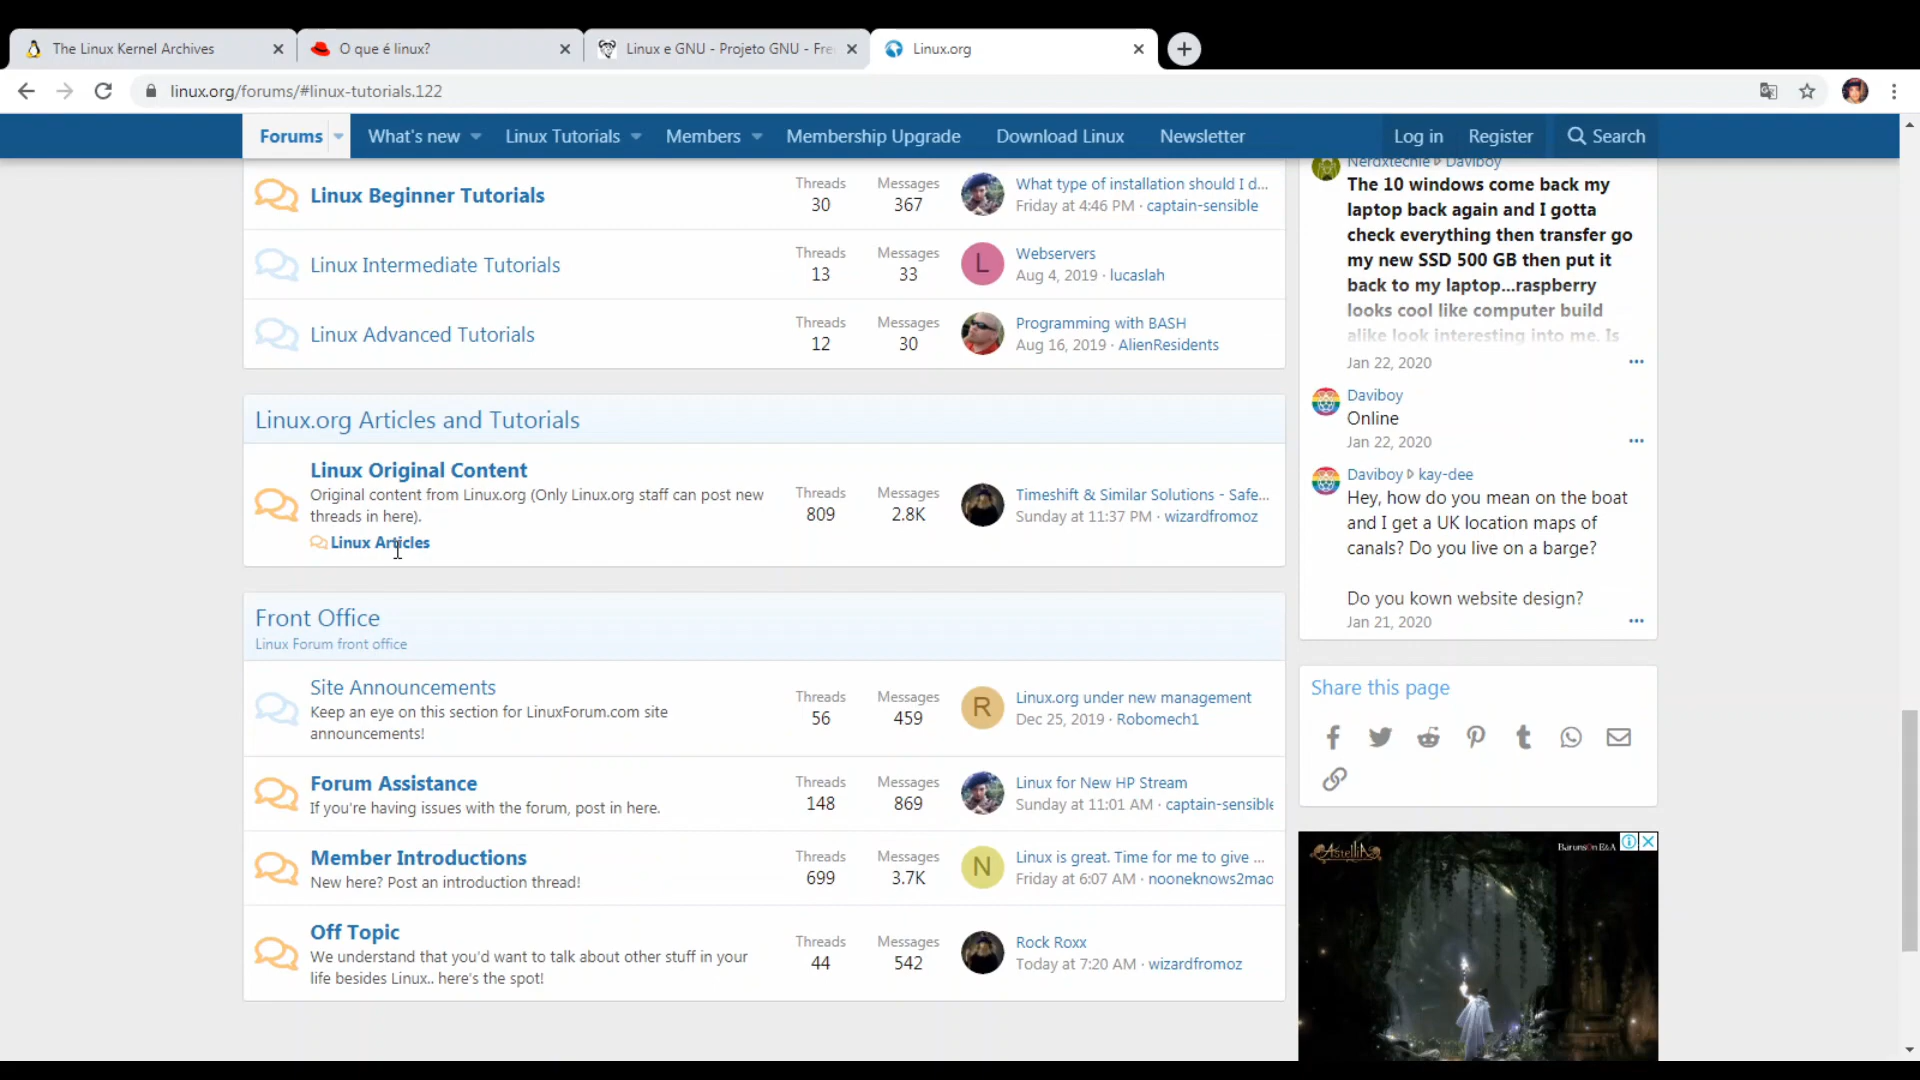 The Linux Kernel Archives
O que é linux?
Linux e GNU - Projeto GNU - Fre
Linux.org
linux.org/forums/#linux-tutorials.122
Forums
What's new
Linux Tutorials
Members
Membership Upgrade
Download Linux
Newsletter
Log in
Register
Search
Linux Beginner Tutorials
Threads
30
Messages
367
What type of installation should I d...
Friday at 4:46 PM · captain-sensible
Linux Intermediate Tutorials
Threads
13
Messages
33
L
Webservers
Aug 4, 2019 · lucaslah
Linux Advanced Tutorials
Threads
12
Messages
30
Programming with BASH
Aug 16, 2019 · AlienResidents
Linux.org Articles and Tutorials
Linux Original Content
Original content from Linux.org (Only Linux.org staff can post new
threads in here).
Linux Articles
Threads
809
Messages
2.8K
Timeshift & Similar Solutions - Safe...
Sunday at 11:37 PM · wizardfromoz
Front Office
Linux Forum front office
Site Announcements
Keep an eye on this section for LinuxForum.com site
announcements!
Threads
56
Messages
459
R
Linux.org under new management
Dec 25, 2019 · Robomech1
Forum Assistance
If you're having issues with the forum, post in here.
Threads
148
Messages
869
Linux for New HP Stream
Sunday at 11:01 AM · captain-sensible
Member Introductions
New here? Post an introduction thread!
Threads
699
Messages
3.7K
N
Linux is great. Time for me to give ...
Friday at 6:07 AM · nooneknows2mao
Off Topic
We understand that you'd want to talk about other stuff in your
life besides Linux.. here's the spot!
Threads
44
Messages
542
Rock Roxx
Today at 7:20 AM · wizardfromoz
Nerdxtechie Daviboy
The 10 windows come back my
laptop back again and I gotta
check everything then transfer go
my new SSD 500 GB then put it
back to my laptop...raspberry
looks cool like computer build
alike look interesting into me. Is
Jan 22, 2020
Daviboy
Online
Jan 22, 2020
Daviboy kay-dee
Hey, how do you mean on the boat
and I get a UK location maps of
canals? Do you live on a barge?
Do you kown website design?
Jan 21, 2020
Share this page
Astellia
BarunsOn E&A